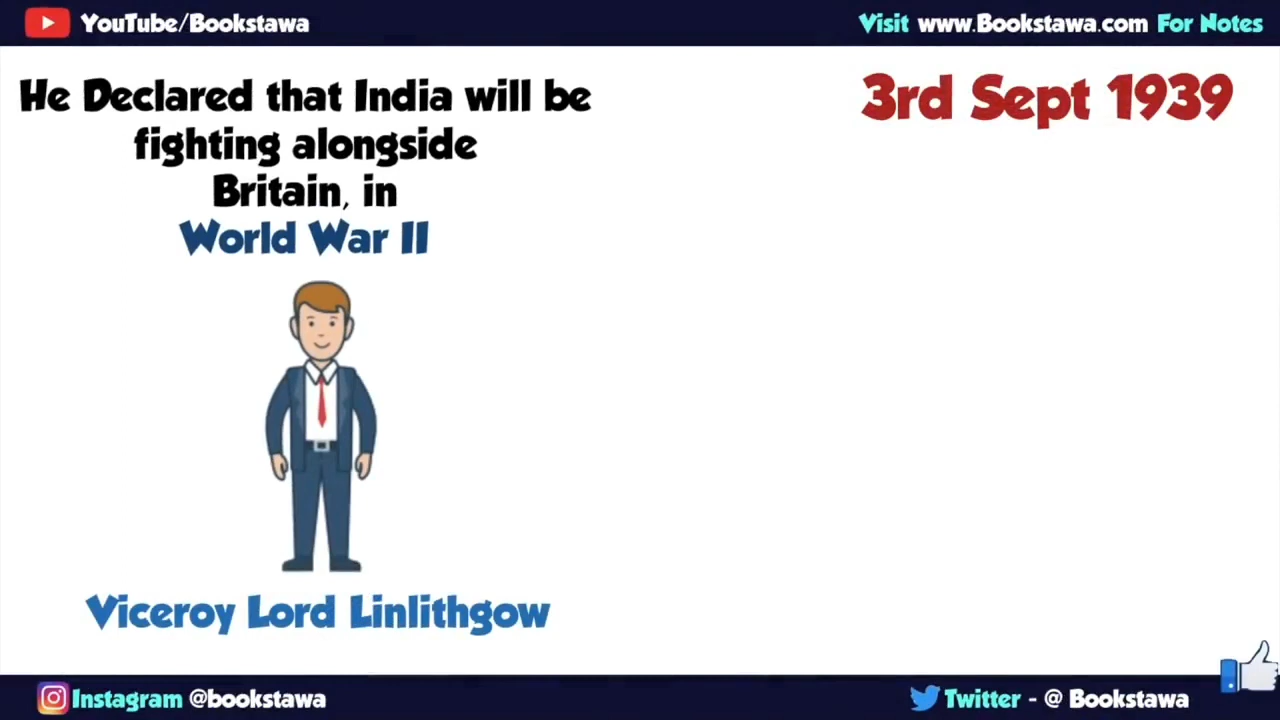 YouTube/Bookstawa
Visit www.Bookstawa.com For Notes
He Declared that India will be
fighting alongside
Britain, in
World War II
3rd Sept 1939
Viceroy Lord Linlithgow
Instagram @bookstawa
Twitter - @ Bookstawa